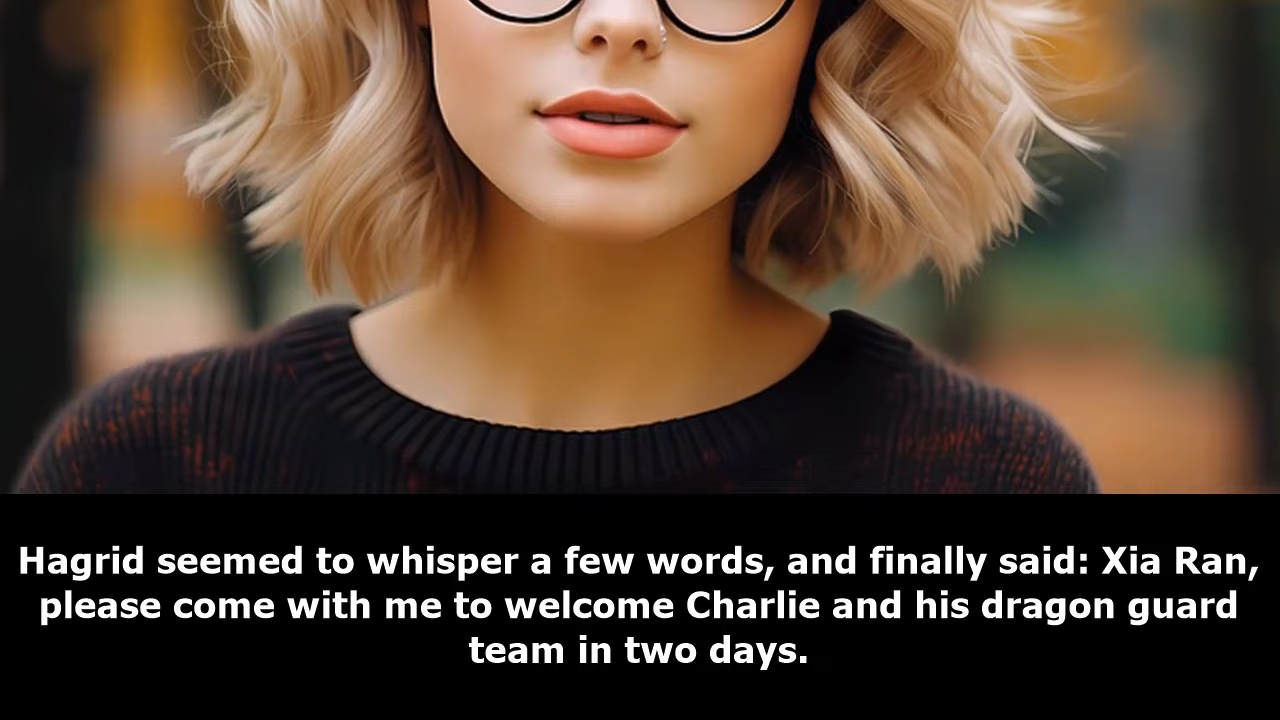 Hagrid seemed to whisper a few words, and finally said: Xia Ran,
please come with me to welcome Charlie and his dragon guard
team in two days.